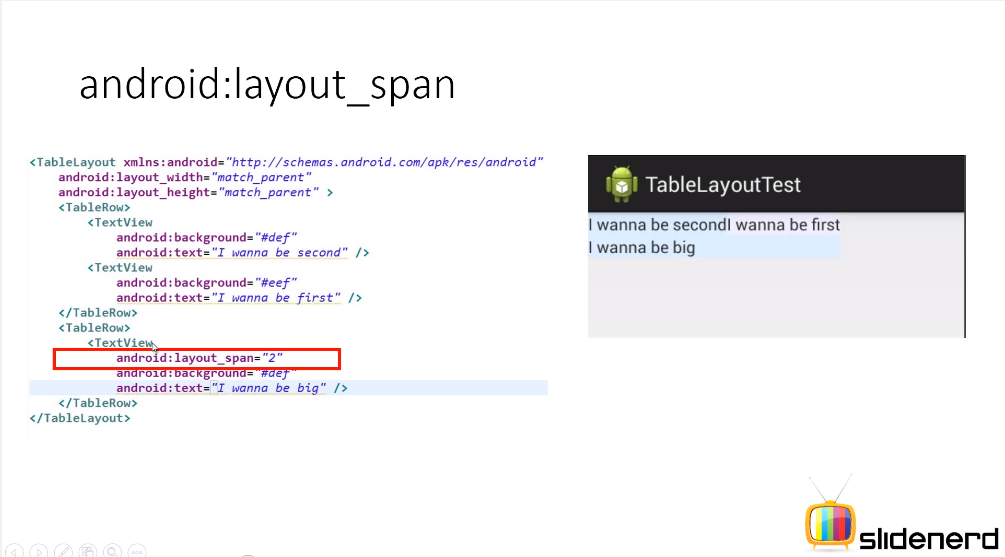 android:layout_span
<TableLayout xmlns:android="http://schemas.android.com/apk/res/android"
android:layout_width="match_parent"
android:layout_height="match_parent" >
<TableRow>
<TextView
android:background="#def"
android:text="I wanna be second" />
<TextView
android:background="#eef"
android:text="I wanna be first" />
</TableRow>
<TableRow>
<TextView
android:layout_span="2"
android:background="#def"
android:text="I wanna be big" />
</TableRow>
</TableLayout>
TableLayoutTest
I wanna be secondI wanna be first
I wanna be big
slidenerd